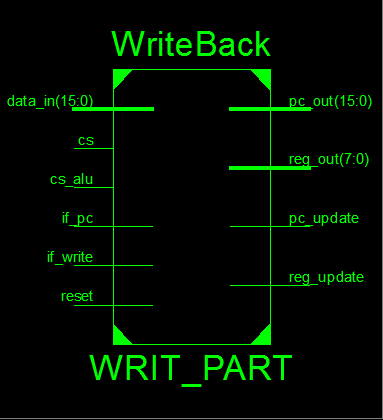 WriteBack
data_in(15:0)
pc_out(15:0)
cs
reg_out(7:0)
cs_alu
if_pc
pc_update
if_write
reg_update
reset
WRIT_PART